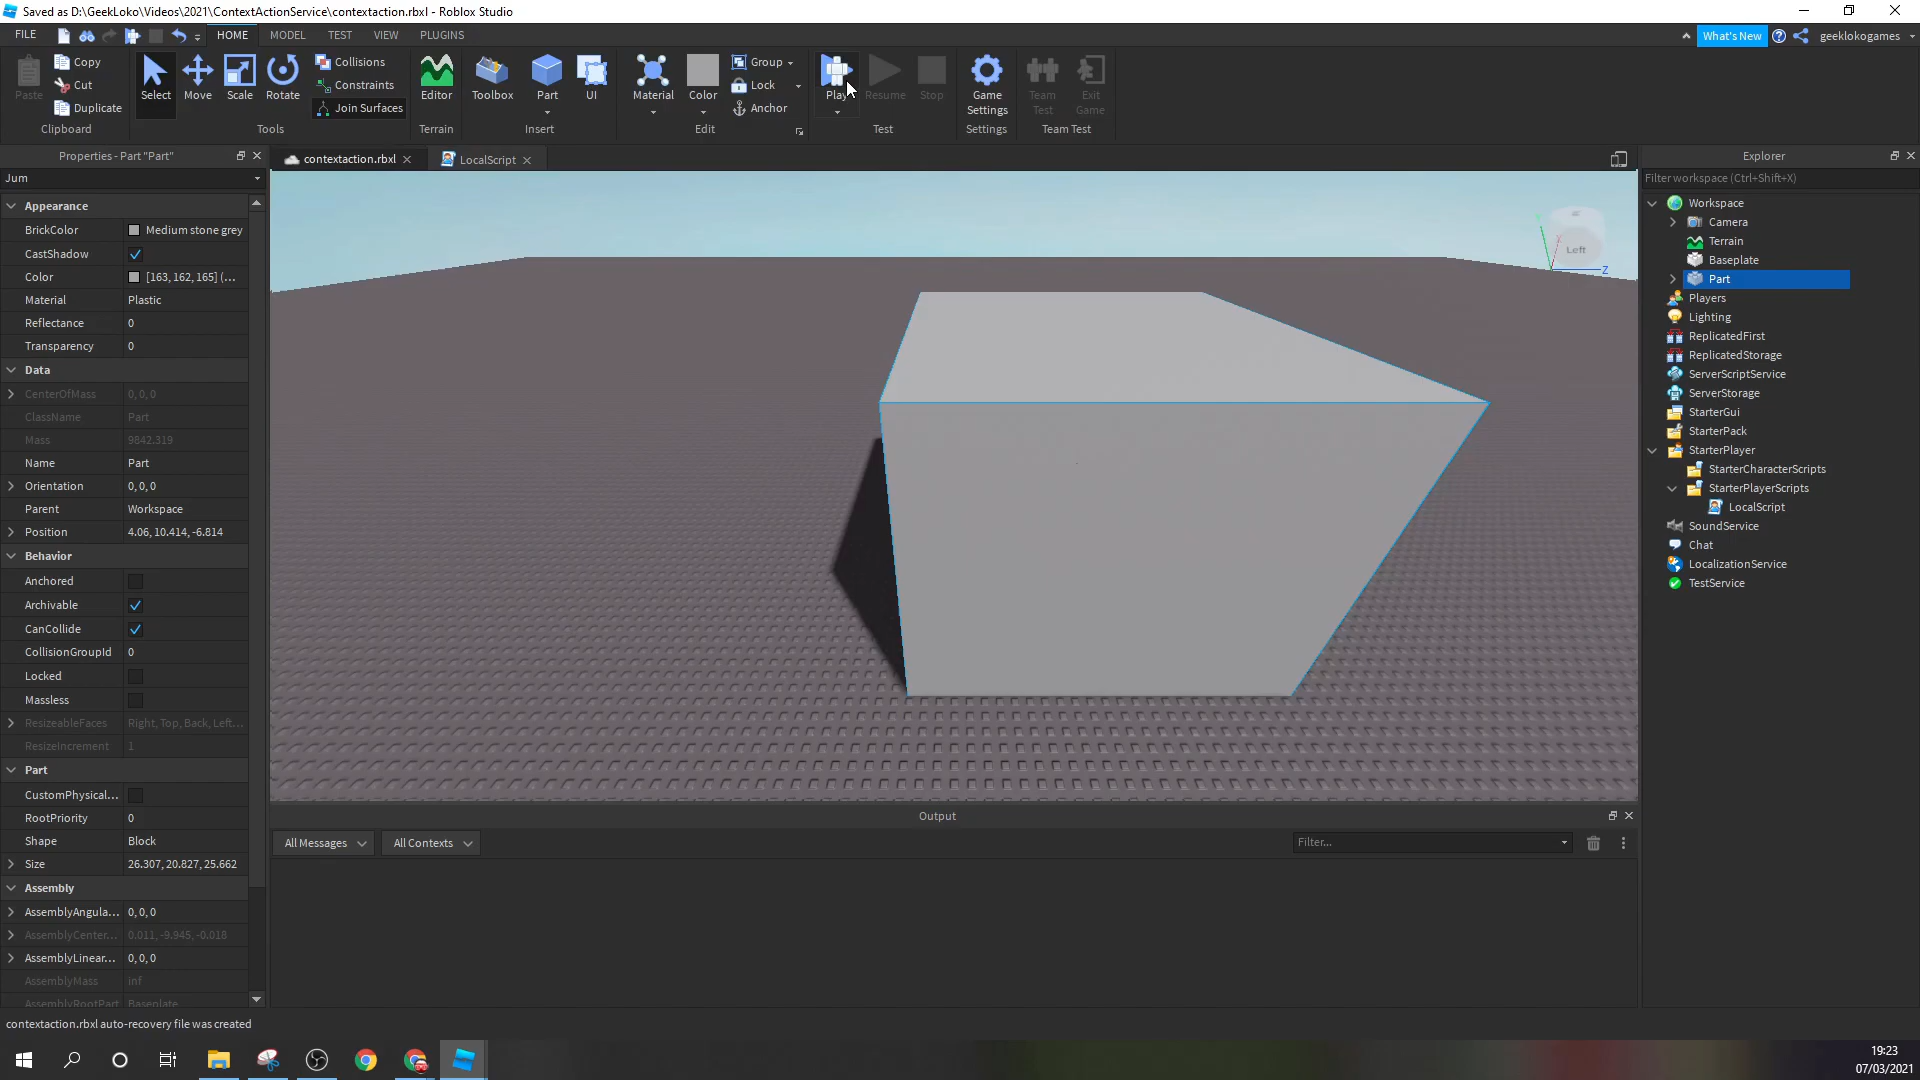 Saved as D:\GeekLoko\Videos\2021\ContextActionService\contextaction.rbxl - Roblox Studio
FILE HOME MODEL TEST VIEW PLUGINS What's New geeklokogames
Paste Copy Cut Duplicate Clipboard
Select Move Scale Rotate Collisions Constraints Join Surfaces Tools
Editor Terrain
Toolbox Part UI Insert
Material Color Group Lock Anchor Edit
Play Resume Stop Test
Game Settings Settings
Team Test Exit Game Team Test
Properties - Part "Part"
Jum
Appearance
BrickColor Medium stone grey
CastShadow
Color [163, 162, 165] (...
Material Plastic
Reflectance 0
Transparency 0
Data
CenterOfMass 0, 0, 0
ClassName Part
Mass 9842.319
Name Part
Orientation 0, 0, 0
Parent Workspace
Position 4.06, 10.414, -6.814
Behavior
Anchored
Archivable
CanCollide
CollisionGroupId 0
Locked
Massless
ResizeableFaces Right, Top, Back, Left...
ResizeIncrement 1
Part
CustomPhysical...
RootPriority 0
Shape Block
Size 26.307, 20.827, 25.662
Assembly
AssemblyAngula... 0, 0, 0
AssemblyCenter... 0.011, -9.945, -0.018
AssemblyLinear... 0, 0, 0
AssemblyMass inf
AssemblyRootPart Baseplate
contextaction.rbxl auto-recovery file was created
contextaction.rbxl LocalScript
Left
Z
Output
All Messages All Contexts Filter...
Explorer
Filter workspace (Ctrl+Shift+X)
Workspace
Camera
Terrain
Baseplate
Part
Players
Lighting
ReplicatedFirst
ReplicatedStorage
ServerScriptService
ServerStorage
StarterGui
StarterPack
StarterPlayer
StarterCharacterScripts
StarterPlayerScripts
LocalScript
SoundService
Chat
LocalizationService
TestService
19:23
07/03/2021